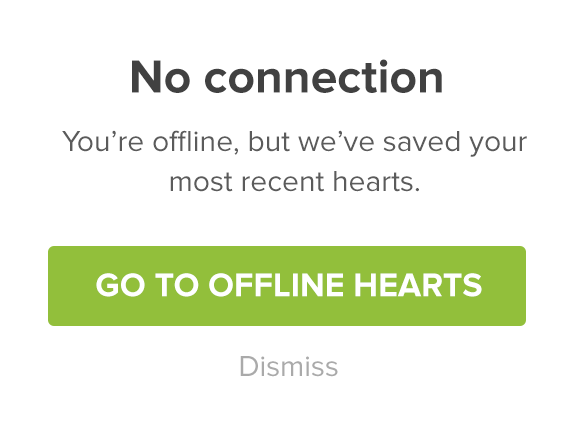 No connection
You’re offline, but we’ve saved your
most recent hearts.
GO TO OFFLINE HEARTS
Dismiss